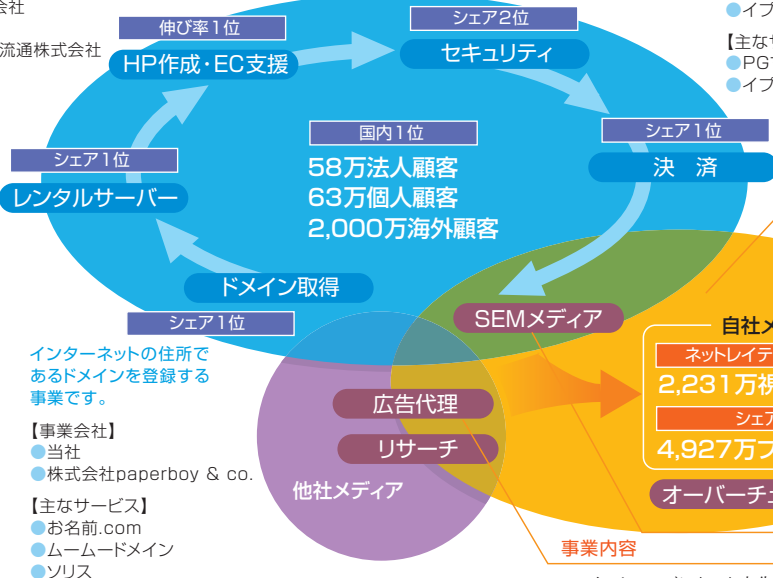 会社
流通株式会社
伸び率1位
HP作成・EC支援
シェア2位
セキュリティ
●イプ
【主なサ
●PG
●イプ
シェア1位
レンタルサーバー
国内1位
58万法人顧客
63万個人顧客
2,000万海外顧客
シェア1位
決　済
ドメイン取得
シェア1位
インターネットの住所で
あるドメインを登録する
事業です。
【事業会社】
●当社
●株式会社paperboy & co.
【主なサービス】
●お名前.com
●ムームードメイン
●ソリス
SEMメディア
広告代理
リサーチ
他社メディア
自社メ
ネットレイテ
2,231万視
シェア
4,927万ブ
オーバーチュ
事業内容